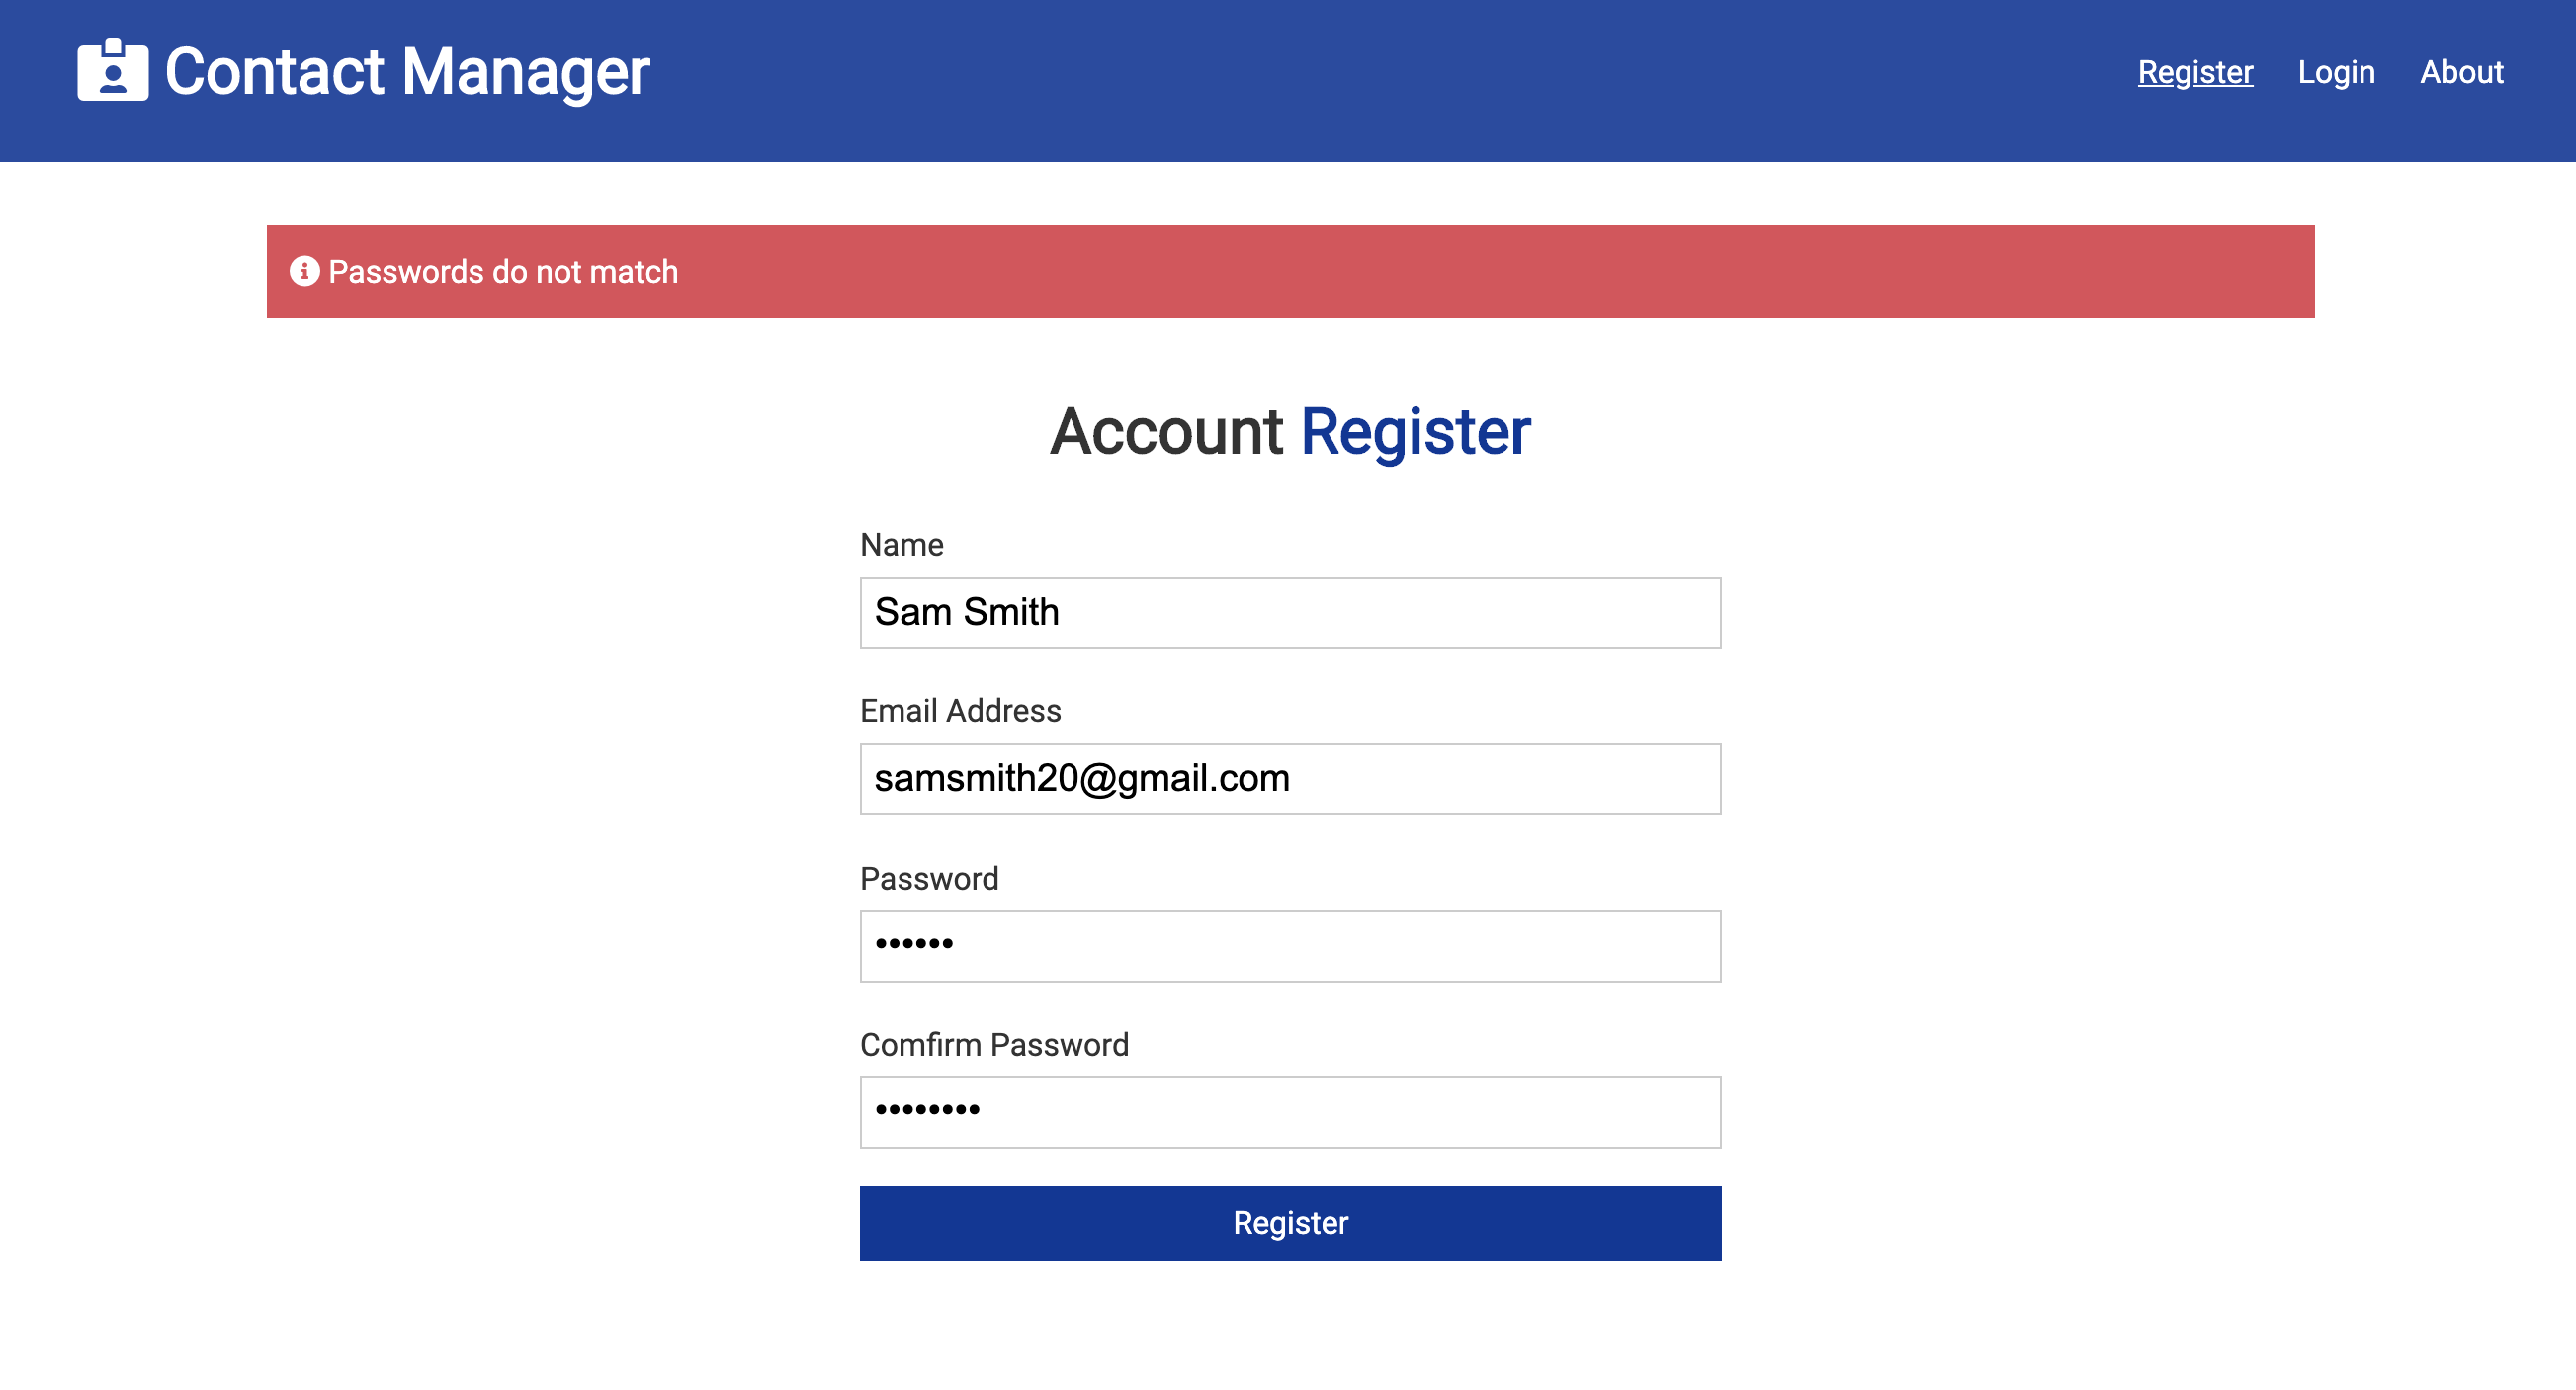 Contact Manager
Register Login About
Passwords do not match
Account Register
Name
Sam Smith
Email Address
samsmith20@gmail.com
Password
••••••
Comfirm Password
••••••••
Register